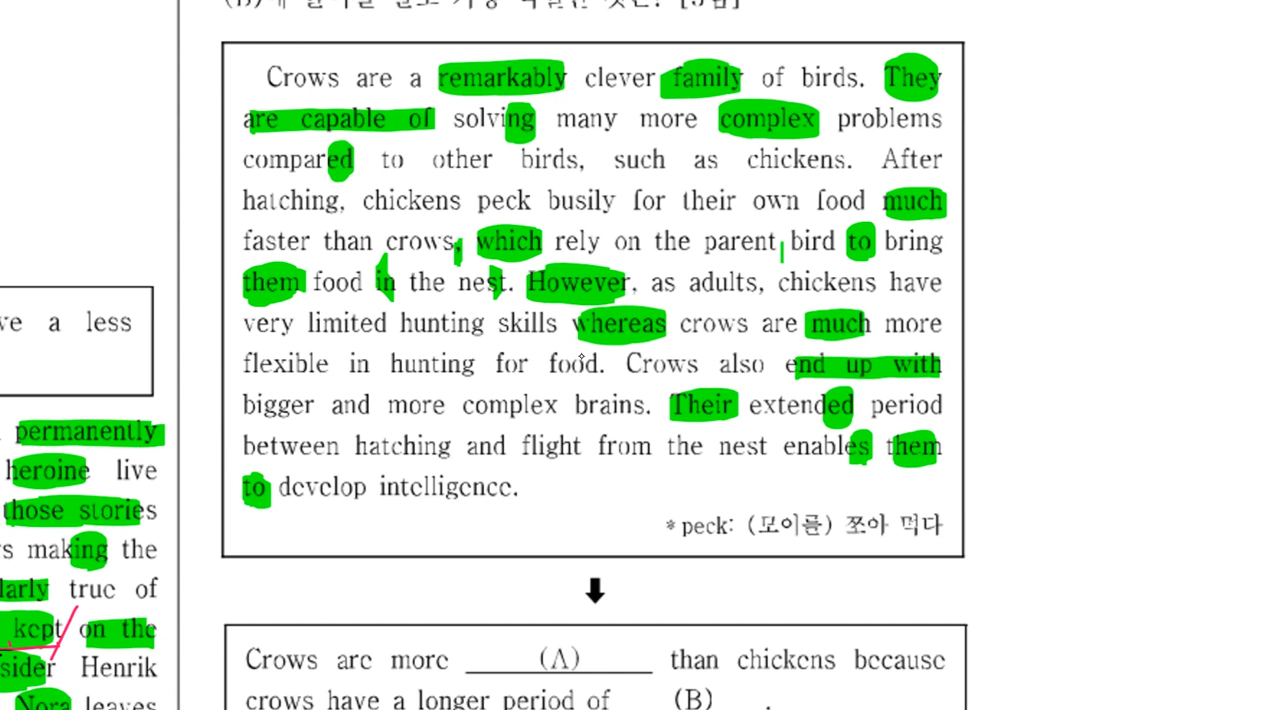 Crows are a remarkably clever family of birds. They
are capable of solving many more complex problems
compared to other birds, such as chickens. After
hatching, chickens peck busily for their own food much
faster than crows, which rely on the parent bird to bring
them food in the nest. However, as adults, chickens have
very limited hunting skills whereas crows are much more
flexible in hunting for food. Crows also end up with
bigger and more complex brains. Their extended period
between hatching and flight from the nest enables them
to develop intelligence.
* peck: (모이를) 쪼아 먹다
Crows are more (A) than chickens because
crows have a longer period of (B) .
a less
permanently
heroine live
those stories
making the
true of
kept on the
Henrik
Nora leaves